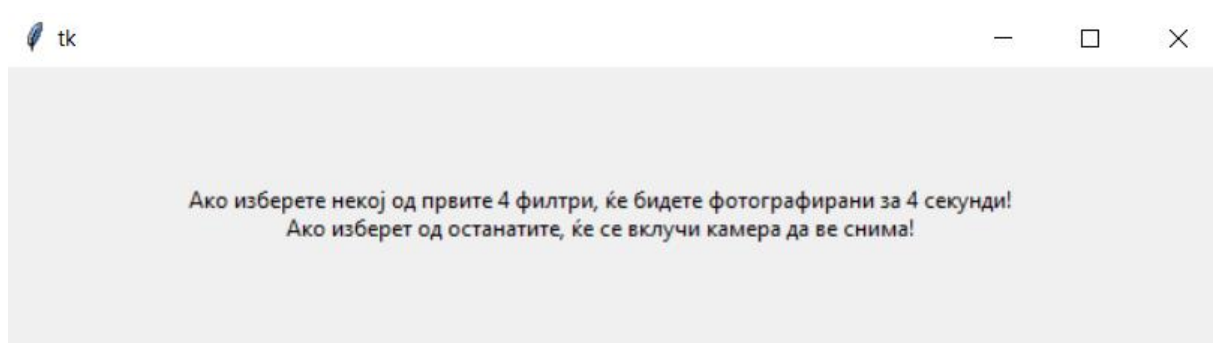 tk
Ако изберете некој од првите 4 филтри, ќе бидете фотографирани за 4 секунди!
Ако изберет од останатите, ќе се вклучи камера да ве снима!